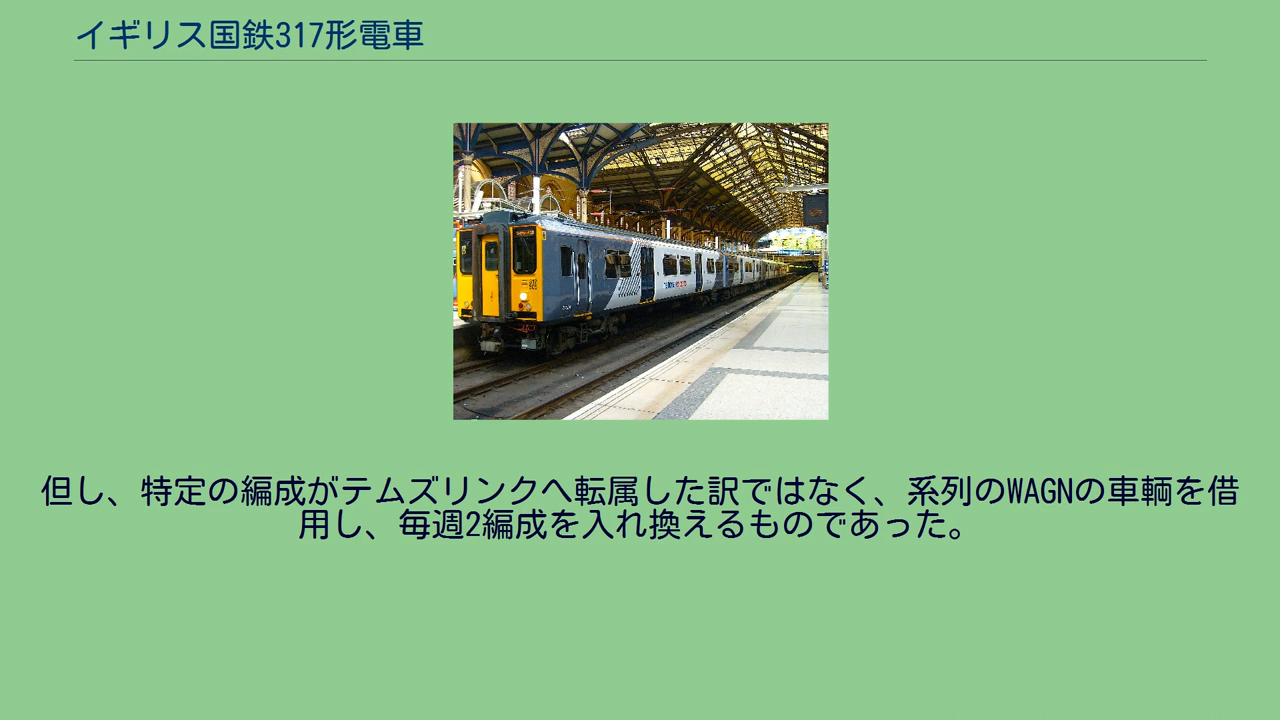 イギリス国鉄317形電車
但し、特定の編成がテムズリンクへ転属した訳ではなく、系列のWAGNの車輌を借
用し、毎週2編成を入れ換えるものであった。